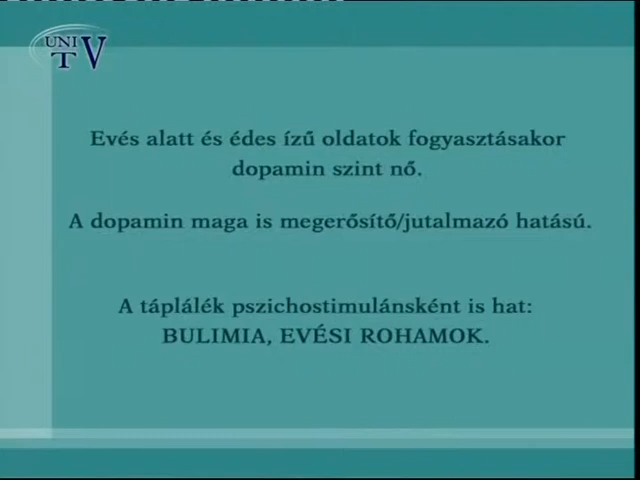 UNI
TV
Evés alatt és édes ízű oldatok fogyasztásakor
dopamin szint nő.
A dopamin maga is megerősítő/jutalmazó hatású.
A táplálék pszichostimulánsként is hat:
BULIMIA, EVÉSI ROHAMOK.